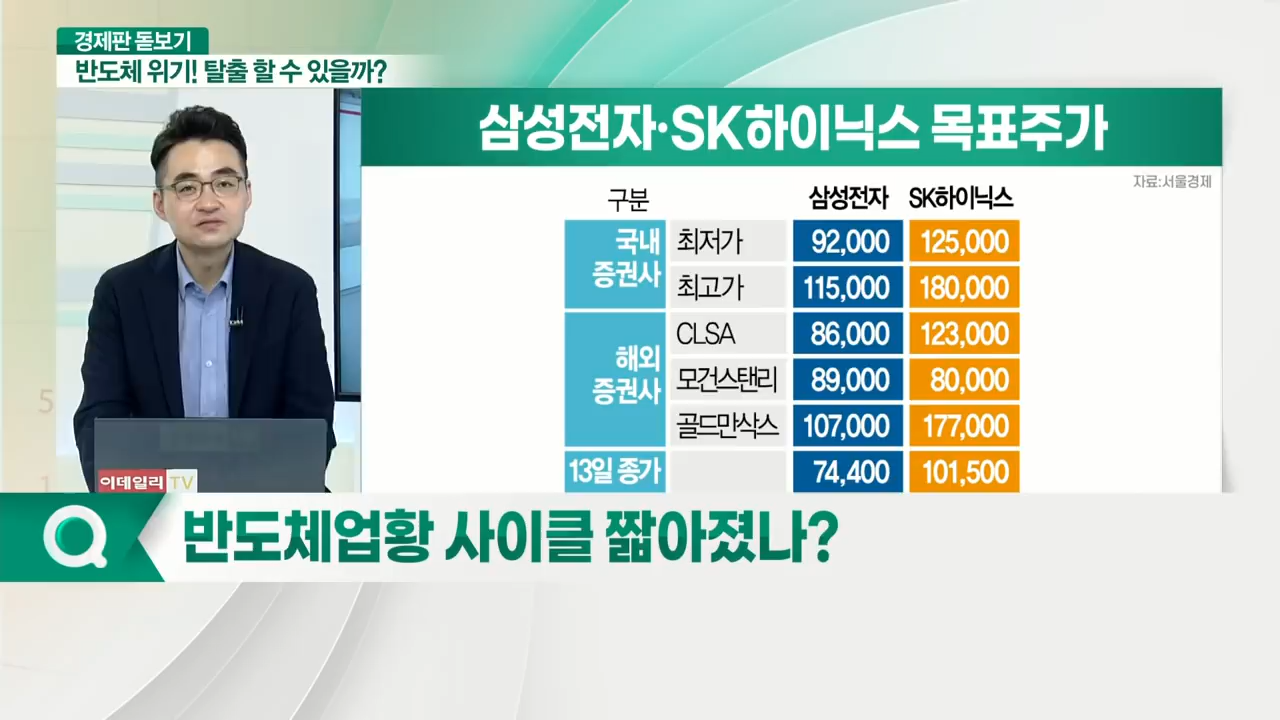 경제판 돋보기
반도체 위기! 탈출 할 수 있을까?
삼성전자·SK하이닉스 목표주가
자료:서울경제
구분 삼성전자 SK하이닉스
국내 증권사 최저가 92,000 125,000
최고가 115,000 180,000
해외 증권사 CLSA 86,000 123,000
모건스탠리 89,000 80,000
골드만삭스 107,000 177,000
13일 종가 74,400 101,500
5
1
이데일리TV
Q 반도체업황 사이클 짧아졌나?